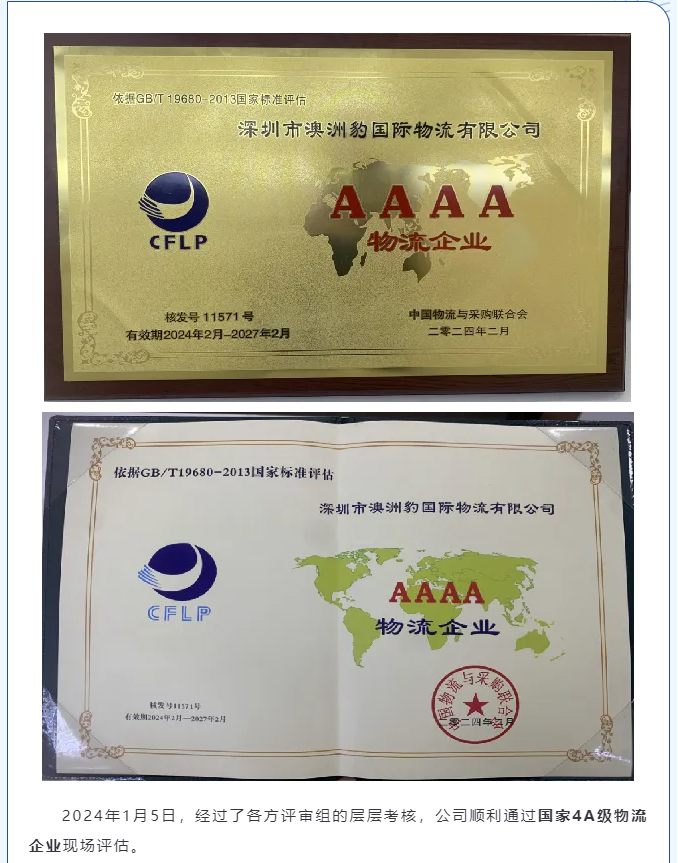 依据GB/T 19680-2013国家标准评估
深圳市澳洲豹国际物流有限公司
AAAA
CFLP
物流企业
核发号 11571 号
中国物流与采购联合会
有效期2024年2月-2027年2月
二零二四年二月
依据GB/T19680-2013国家标准评估
深圳市澳洲豹国际物流有限公司
AAAA
CFLP
物流企业
核发号11571号
有效期2024年2月—2027年2月
中国物流与采购联合会
二零二四年二月
2024年1月5日，经过了各方评审组的层层考核，公司顺利通过国家4A级物流
企业现场评估。